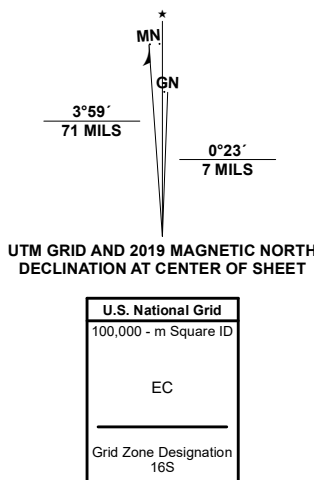 ★
MN
GN
3°59´
71 MILS
0°23´
7 MILS
UTM GRID AND 2019 MAGNETIC NORTH
DECLINATION AT CENTER OF SHEET
U.S. National Grid
100,000 - m Square ID
EC
Grid Zone Designation
16S